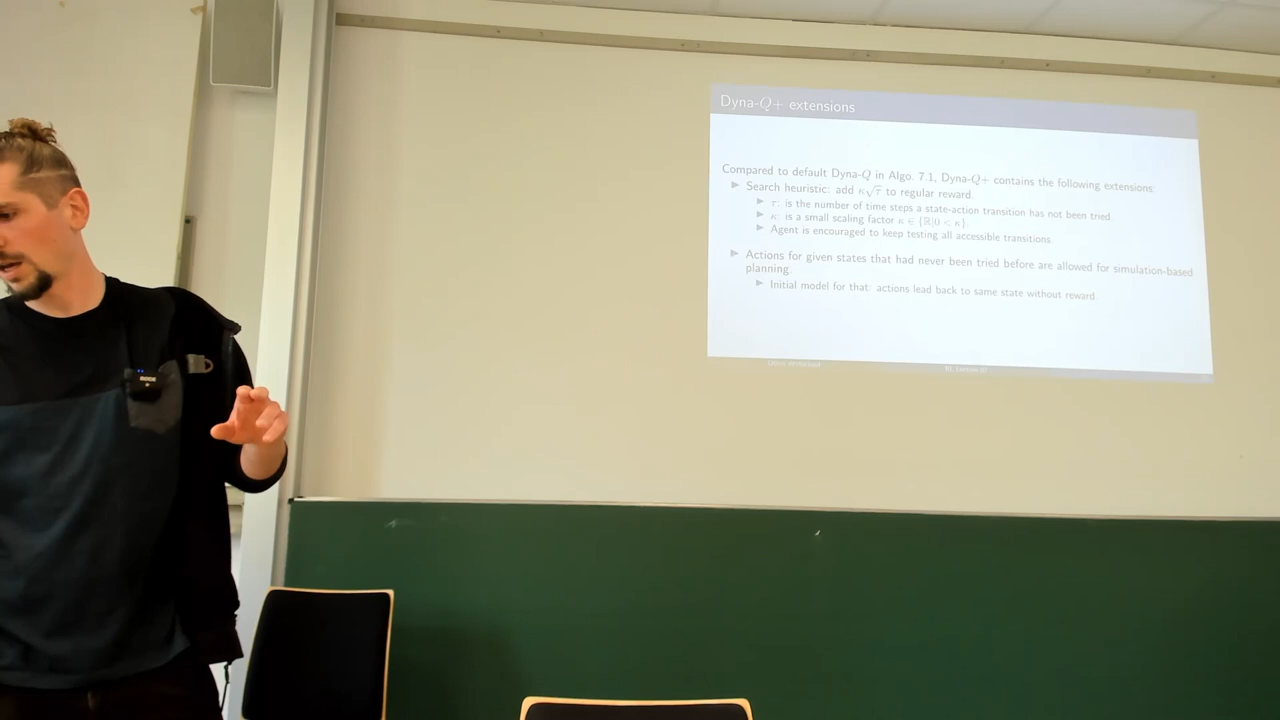 Dyna-Q+ extensions
Compared to default Dyna-Q in Algo. 7.1, Dyna-Q+ contains the following extensions:
Search heuristic: add κ√τ to regular reward.
τ: is the number of time steps a state-action transition has not been tried
κ: is a small scaling factor κ ∈ {ℝ|0 < κ}.
Agent is encouraged to keep testing all accessible transitions.
Actions for given states that had never been tried before are allowed for simulation-based
planning.
Initial model for that: actions lead back to same state without reward.
RL Lecture 07
RODE